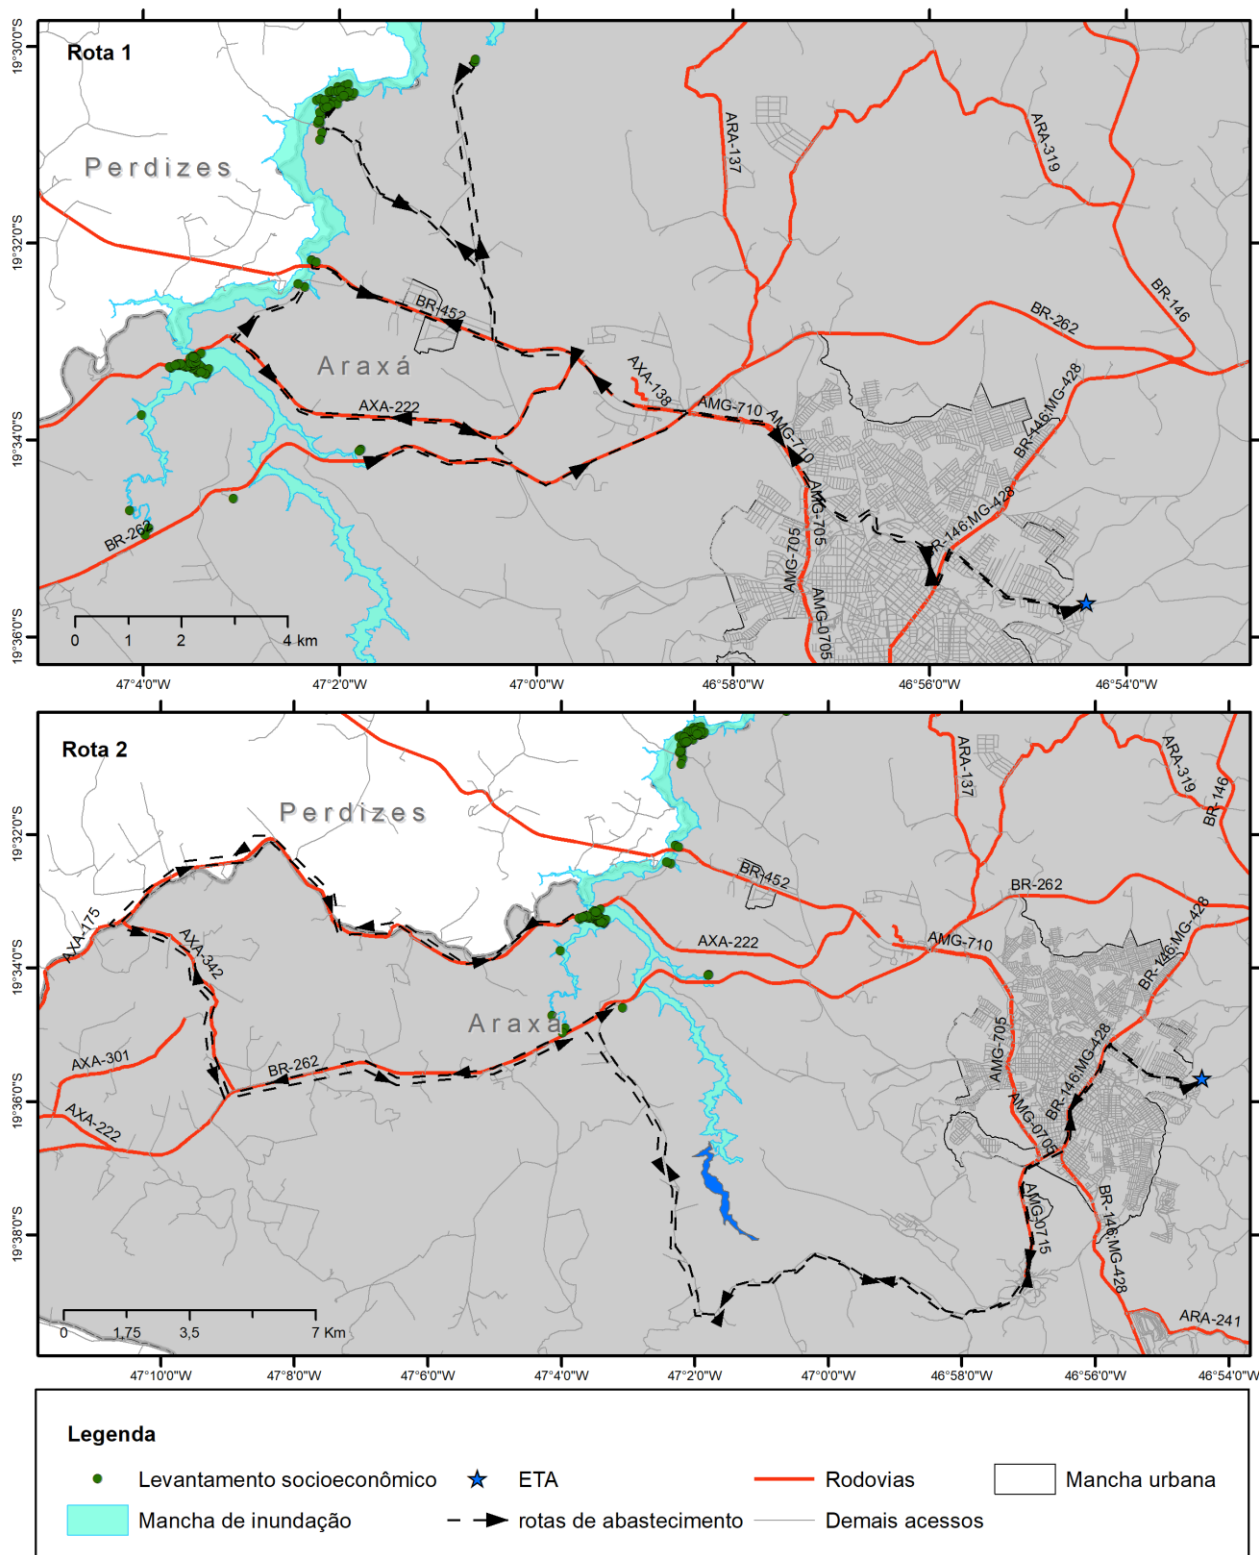 Rota 1
19°30'0"S
19°32'0"S
19°34'0"S
19°36'0"S
Perdizes
Araxá
ARA-137
ARA-319
BR-146
BR-262
BR-452
AXA-138
AXA-222
AMG-710
AMG-710
BR-146;MG-428
R-146;MG-428
AMG-705
AMG-705
AMG-0705
BR-262
0 1 2 4 km
47°4'0"W 47°2'0"W 47°0'0"W 46°58'0"W 46°56'0"W 46°54'0"W
Rota 2
19°32'0"S
19°34'0"S
19°36'0"S
19°38'0"S
Perdizes
Araxá
ARA-137
ARA-319
BR-146
BR-262
BR-452
AXA-175
AXA-342
AXA-222
AMG-710
BR-146;MG-428
AXA-301
BR-262
AMG-705
BR-146;MG-428
AXA-222
AMG-0705
AMG-0715
BR-146;MG-428
ARA-241
0 1,75 3,5 7 Km
47°10'0"W 47°8'0"W 47°6'0"W 47°4'0"W 47°2'0"W 47°0'0"W 46°58'0"W 46°56'0"W 46°54'0"W
Legenda
Levantamento socioeconômico ETA Rodovias Mancha urbana
Mancha de inundação rotas de abastecimento Demais acessos